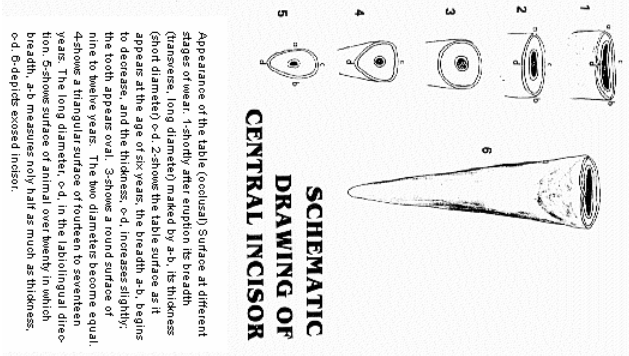 1
2
3
4
5
6
SCHEMATIC
DRAWING OF
CENTRAL INCISOR
Appearance of the table (occlusal) Surface at different
stages of wear. 1-shortly after eruption its breadth
(transverse, long diameter) marked by a-b, its thickness
(short diameter) c-d. 2-shows the table surface as it
appears at the age of six years, the breadth a-b, begins
to decrease, and the thickness, c-d, increases slightly;
the tooth appears oval. 3-shows a round surface of
nine to twelve years. The two diameters become equal.
4-shows a triangular surface of fourteen to seventeen
years. The long diameter, c-d, in the labiolingual direc-
tion. 5-shows surface of animal over twenty in which
breadth, a-b measures noly half as much as thickness,
c-d. 6-depicts exosed incisor.